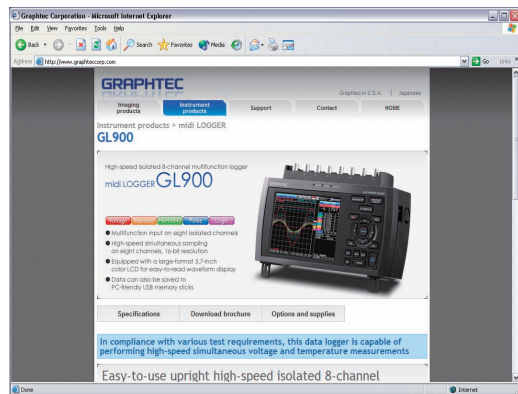 Graphtec Corporation - Microsoft Internet Explorer
File Edit View Favorites Tools Help
Back Search Favorites Media
Address http://www.graphteccorp.com Go Links
GRAPHTEC
Graphtec in U.S.A. | Japanese
Imaging products
Instrument products
Support
Contact
HOME
Instrument products > midi LOGGER
GL900
High-speed isolated 8-channel multifunction logger
midi LOGGER GL900
Voltage Humidity Pulse Logic
● Multifunction input on eight isolated channels
● High-speed simultaneous sampling
on eight channels, 16-bit resolution
● Equipped with a large-format 5.7-inch
color LCD for easy-to-read waveform display
● Data can also be saved to
PC-friendly USB memory sticks
Specifications Download brochure Options and supplies
In compliance with various test requirements, this data logger is capable of
performing high-speed simultaneous voltage and temperature measurements
Easy-to-use upright high-speed isolated 8-channel
Done Internet